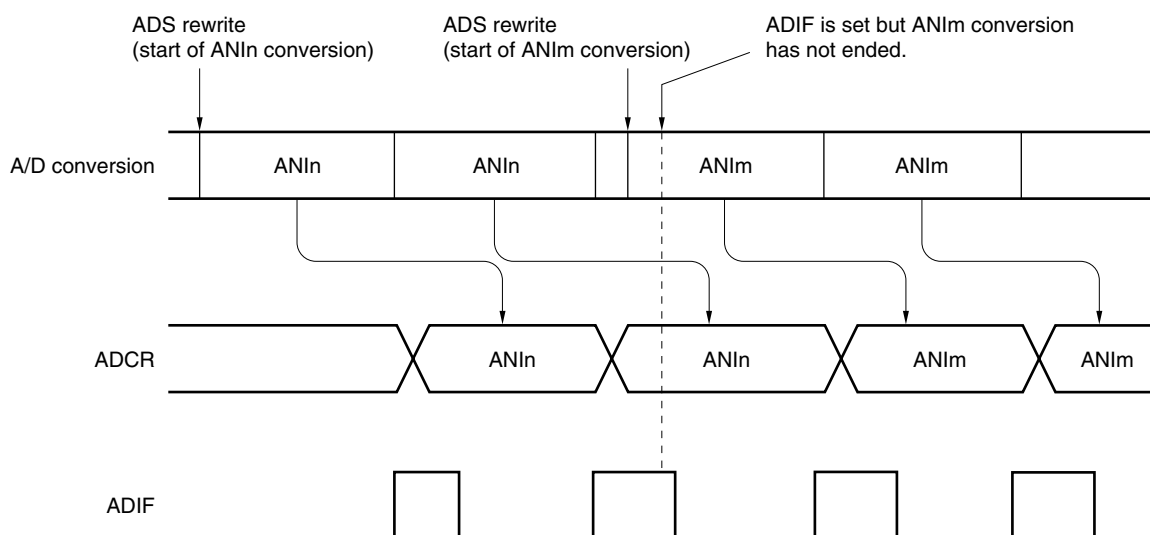 ADS rewrite
(start of ANIn conversion)
ADS rewrite
(start of ANIm conversion)
ADIF is set but ANIm conversion
has not ended.
A/D conversion
ANIn
ANIn
ANIm
ANIm
ADCR
ANIn
ANIn
ANIm
ANIm
ADIF